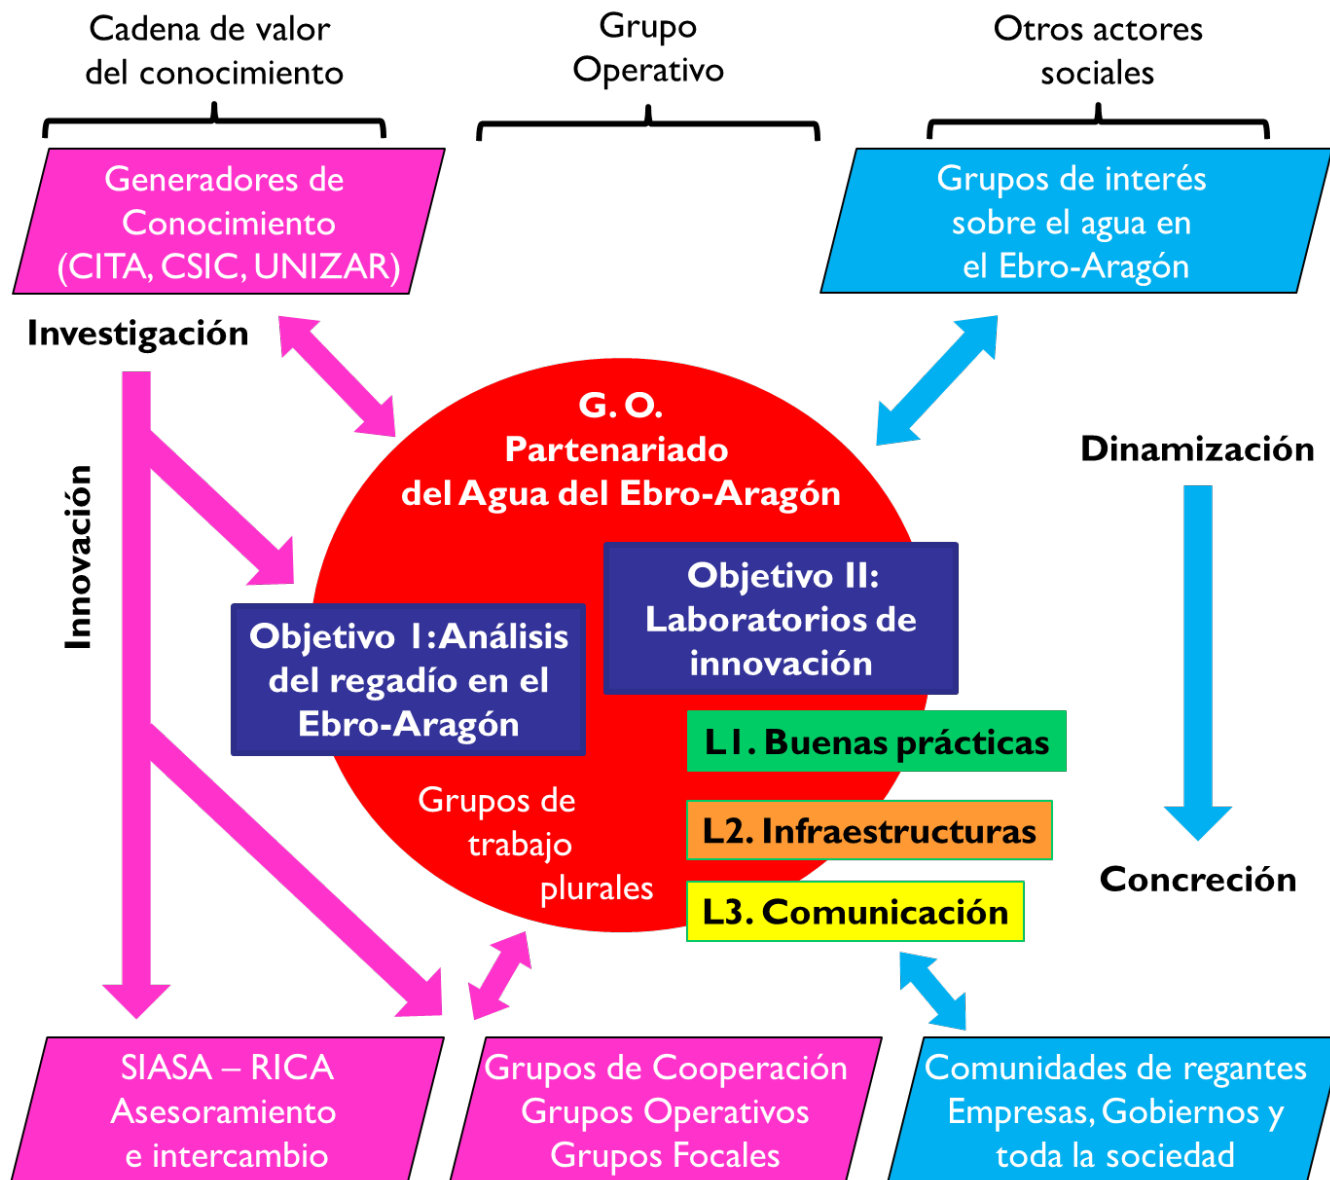 Cadena de valor
del conocimiento
Grupo
Operativo
Otros actores
sociales
Generadores de
Conocimiento
(CITA, CSIC, UNIZAR)
Grupos de interés
sobre el agua en
el Ebro-Aragón
Investigación
Innovación
G. O.
Partenariado
del Agua del Ebro-Aragón
Dinamización
Objetivo 1: Análisis
del regadío en el
Ebro-Aragón
Objetivo II:
Laboratorios de
innovación
L1. Buenas prácticas
L2. Infraestructuras
L3. Comunicación
Grupos de
trabajo
plurales
Concreción
SIASA – RICA
Asesoramiento
e intercambio
Grupos de Cooperación
Grupos Operativos
Grupos Focales
Comunidades de regantes
Empresas, Gobiernos y
toda la sociedad